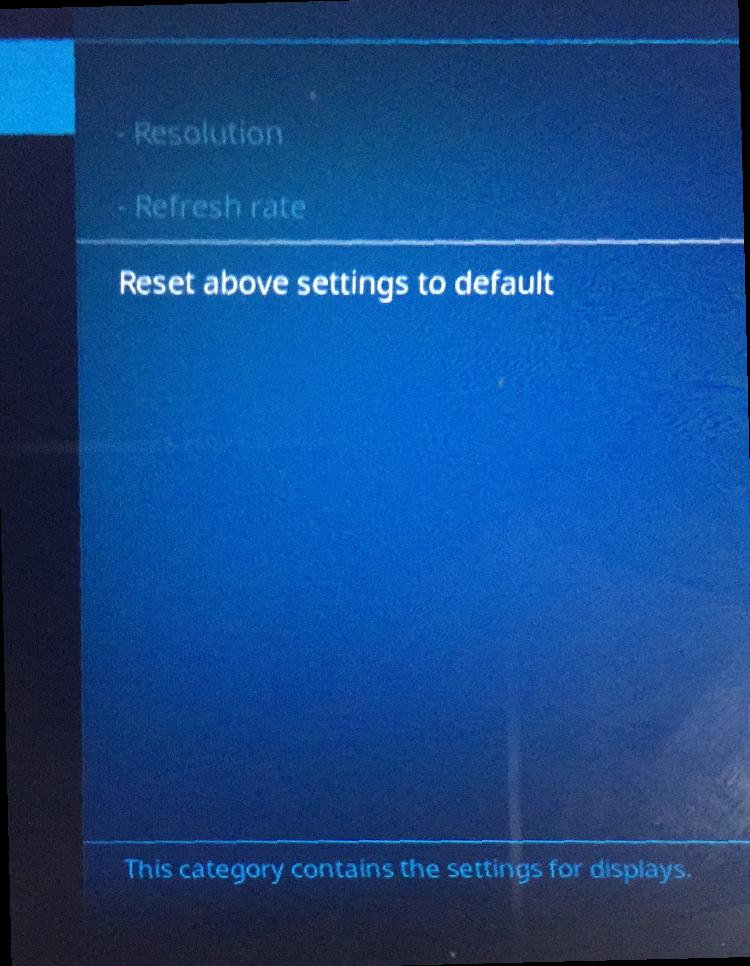 - Resolution
- Refresh rate
Reset above settings to default
This category contains the settings for displays.